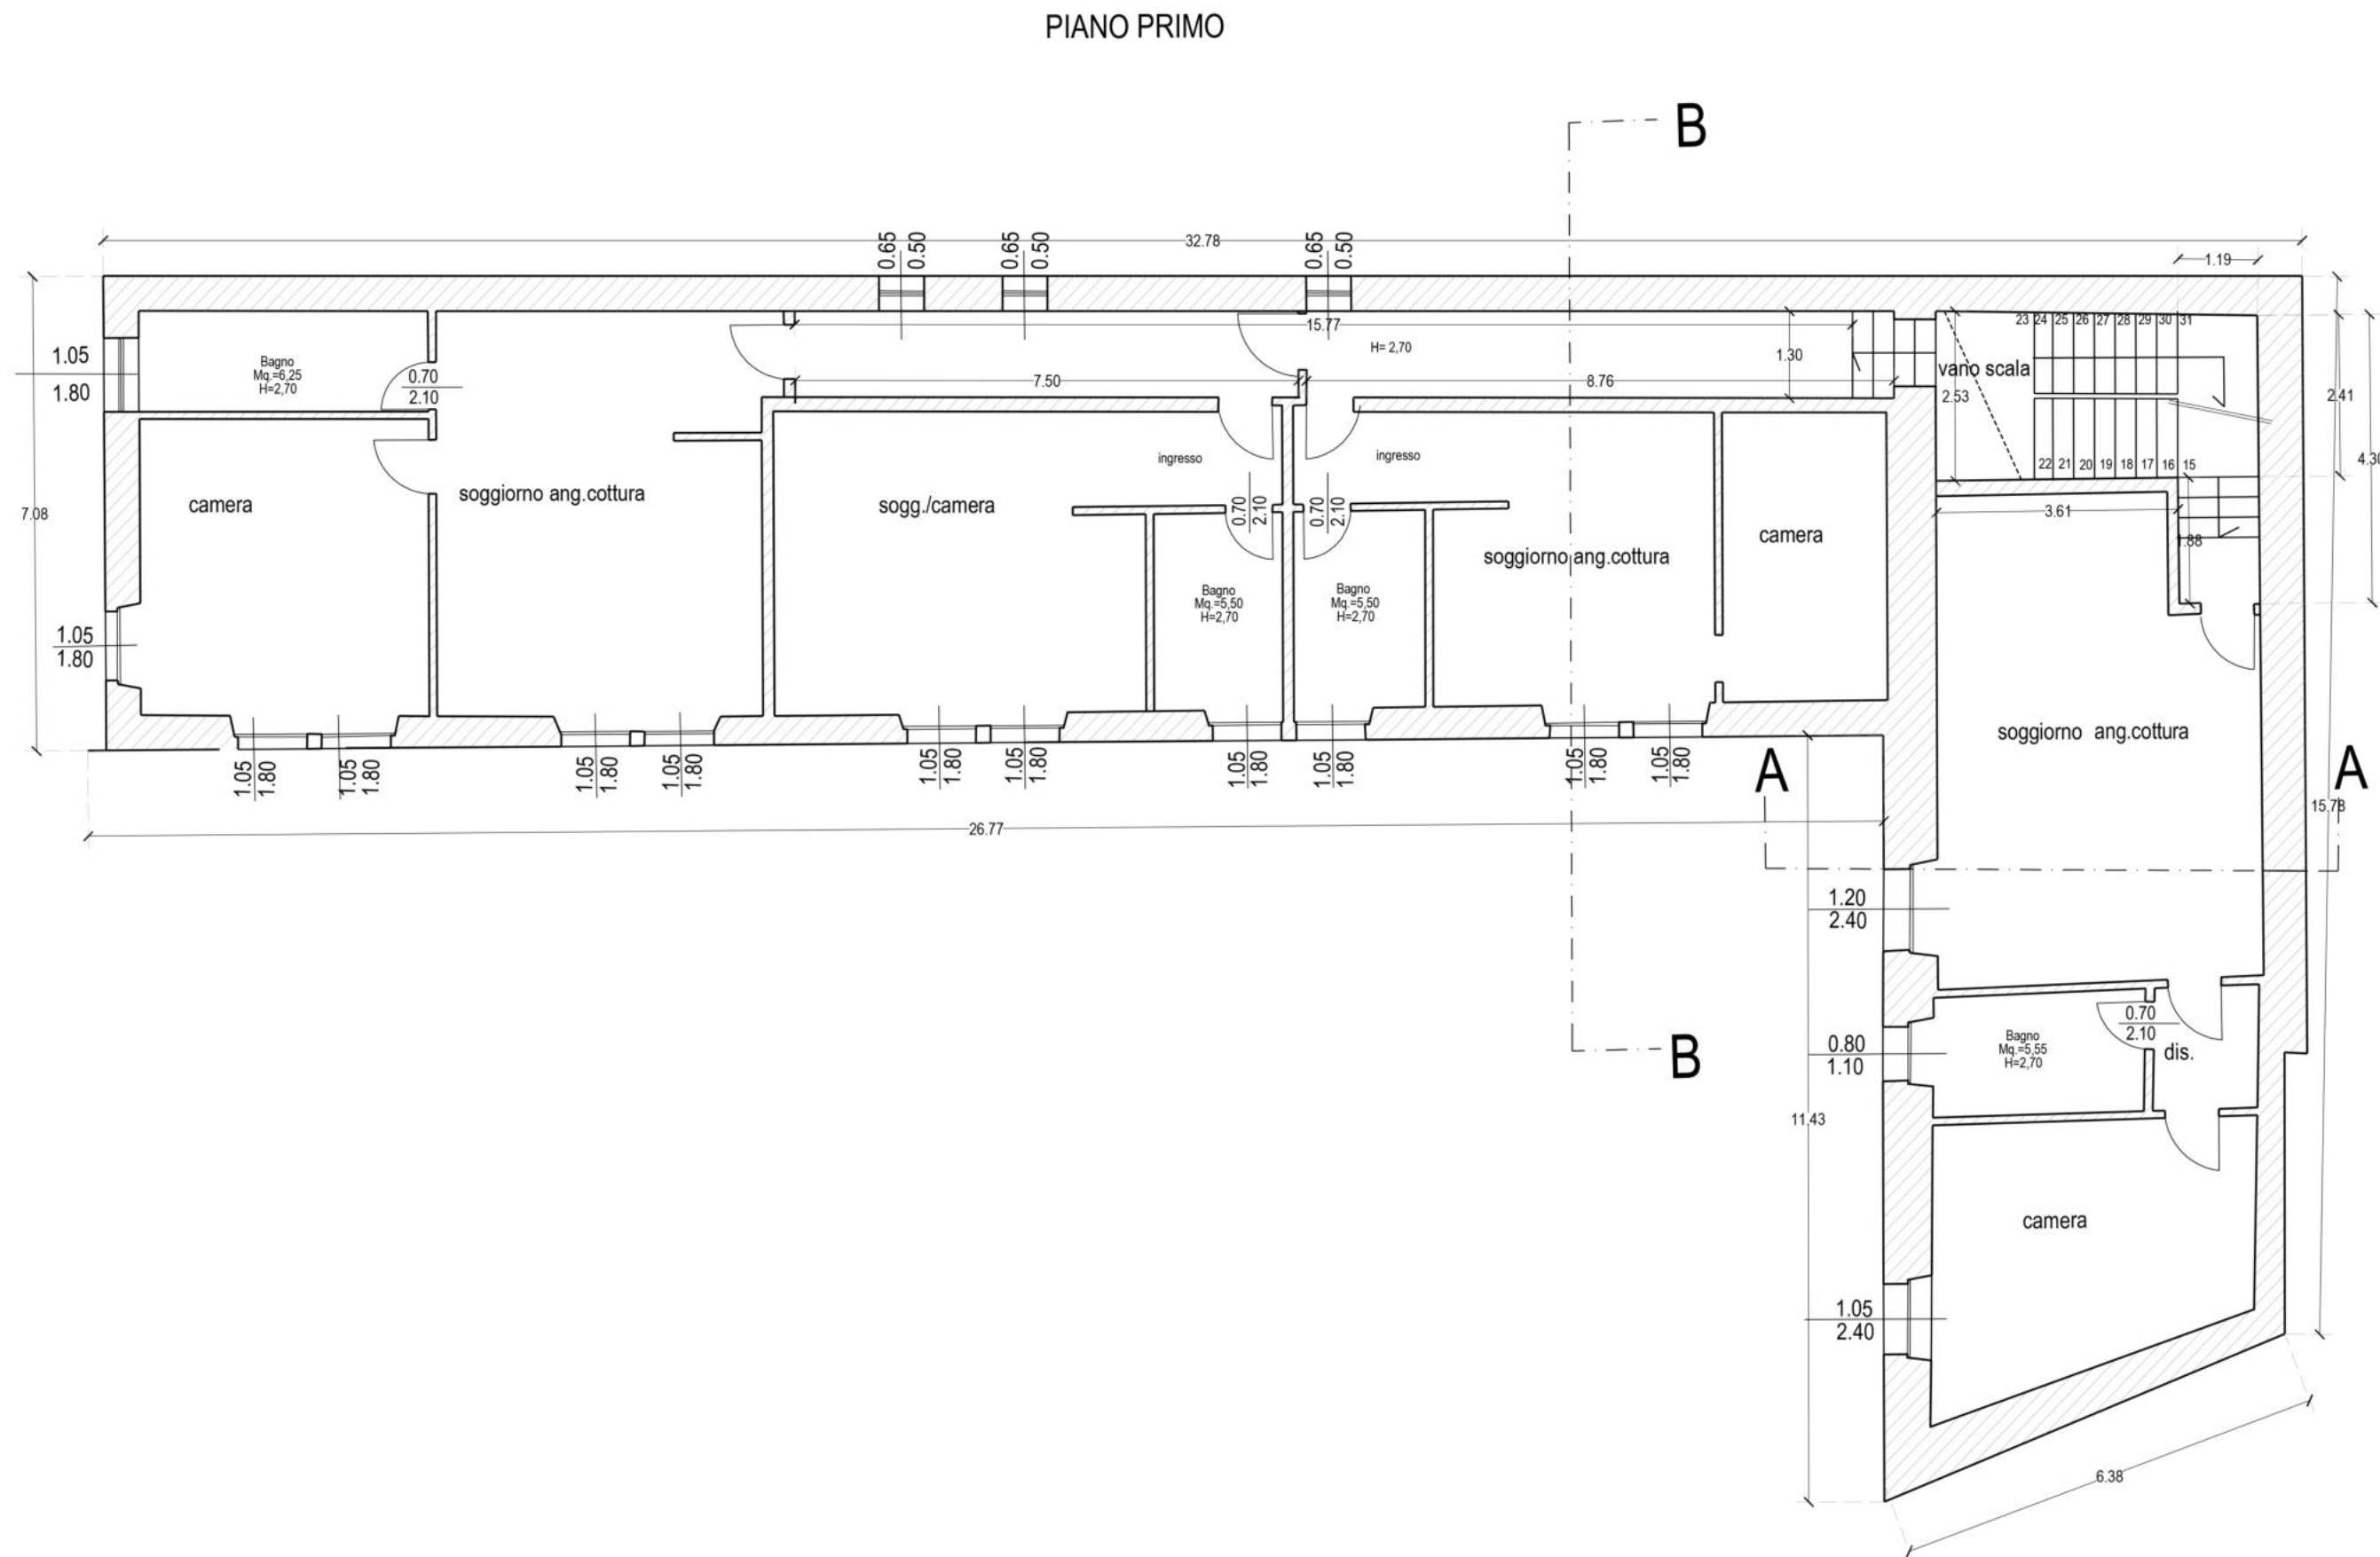 PIANO PRIMO
B
32.78
0.65
0.50
0.65
0.50
0.65
0.50
1.19
15.77
H= 2,70
1.30
7.50
8.76
23 24 25 26 27 28 29 30 31
vano scala
2.53
2.41
4.30
22 21 20 19 18 17 16 15
3.61
1.88
1.05
1.80
Bagno
Mq.=6,25
H=2,70
0.70
2.10
7.08
camera
soggiorno ang.cottura
sogg./camera
ingresso
ingresso
0.70
2.10
0.70
2.10
soggiorno ang.cottura
camera
Bagno
Mq.=5,50
H=2,70
Bagno
Mq.=5,50
H=2,70
1.05
1.80
1.05
1.80
1.05
1.80
1.05
1.80
1.05
1.80
1.05
1.80
1.05
1.80
1.05
1.80
1.05
1.80
1.05
1.80
1.05
1.80
26.77
soggiorno ang.cottura
A
A
15.78
1.20
2.40
0.80
1.10
Bagno
Mq.=5,55
H=2,70
0.70
2.10
dis.
B
11.43
camera
1.05
2.40
6.38